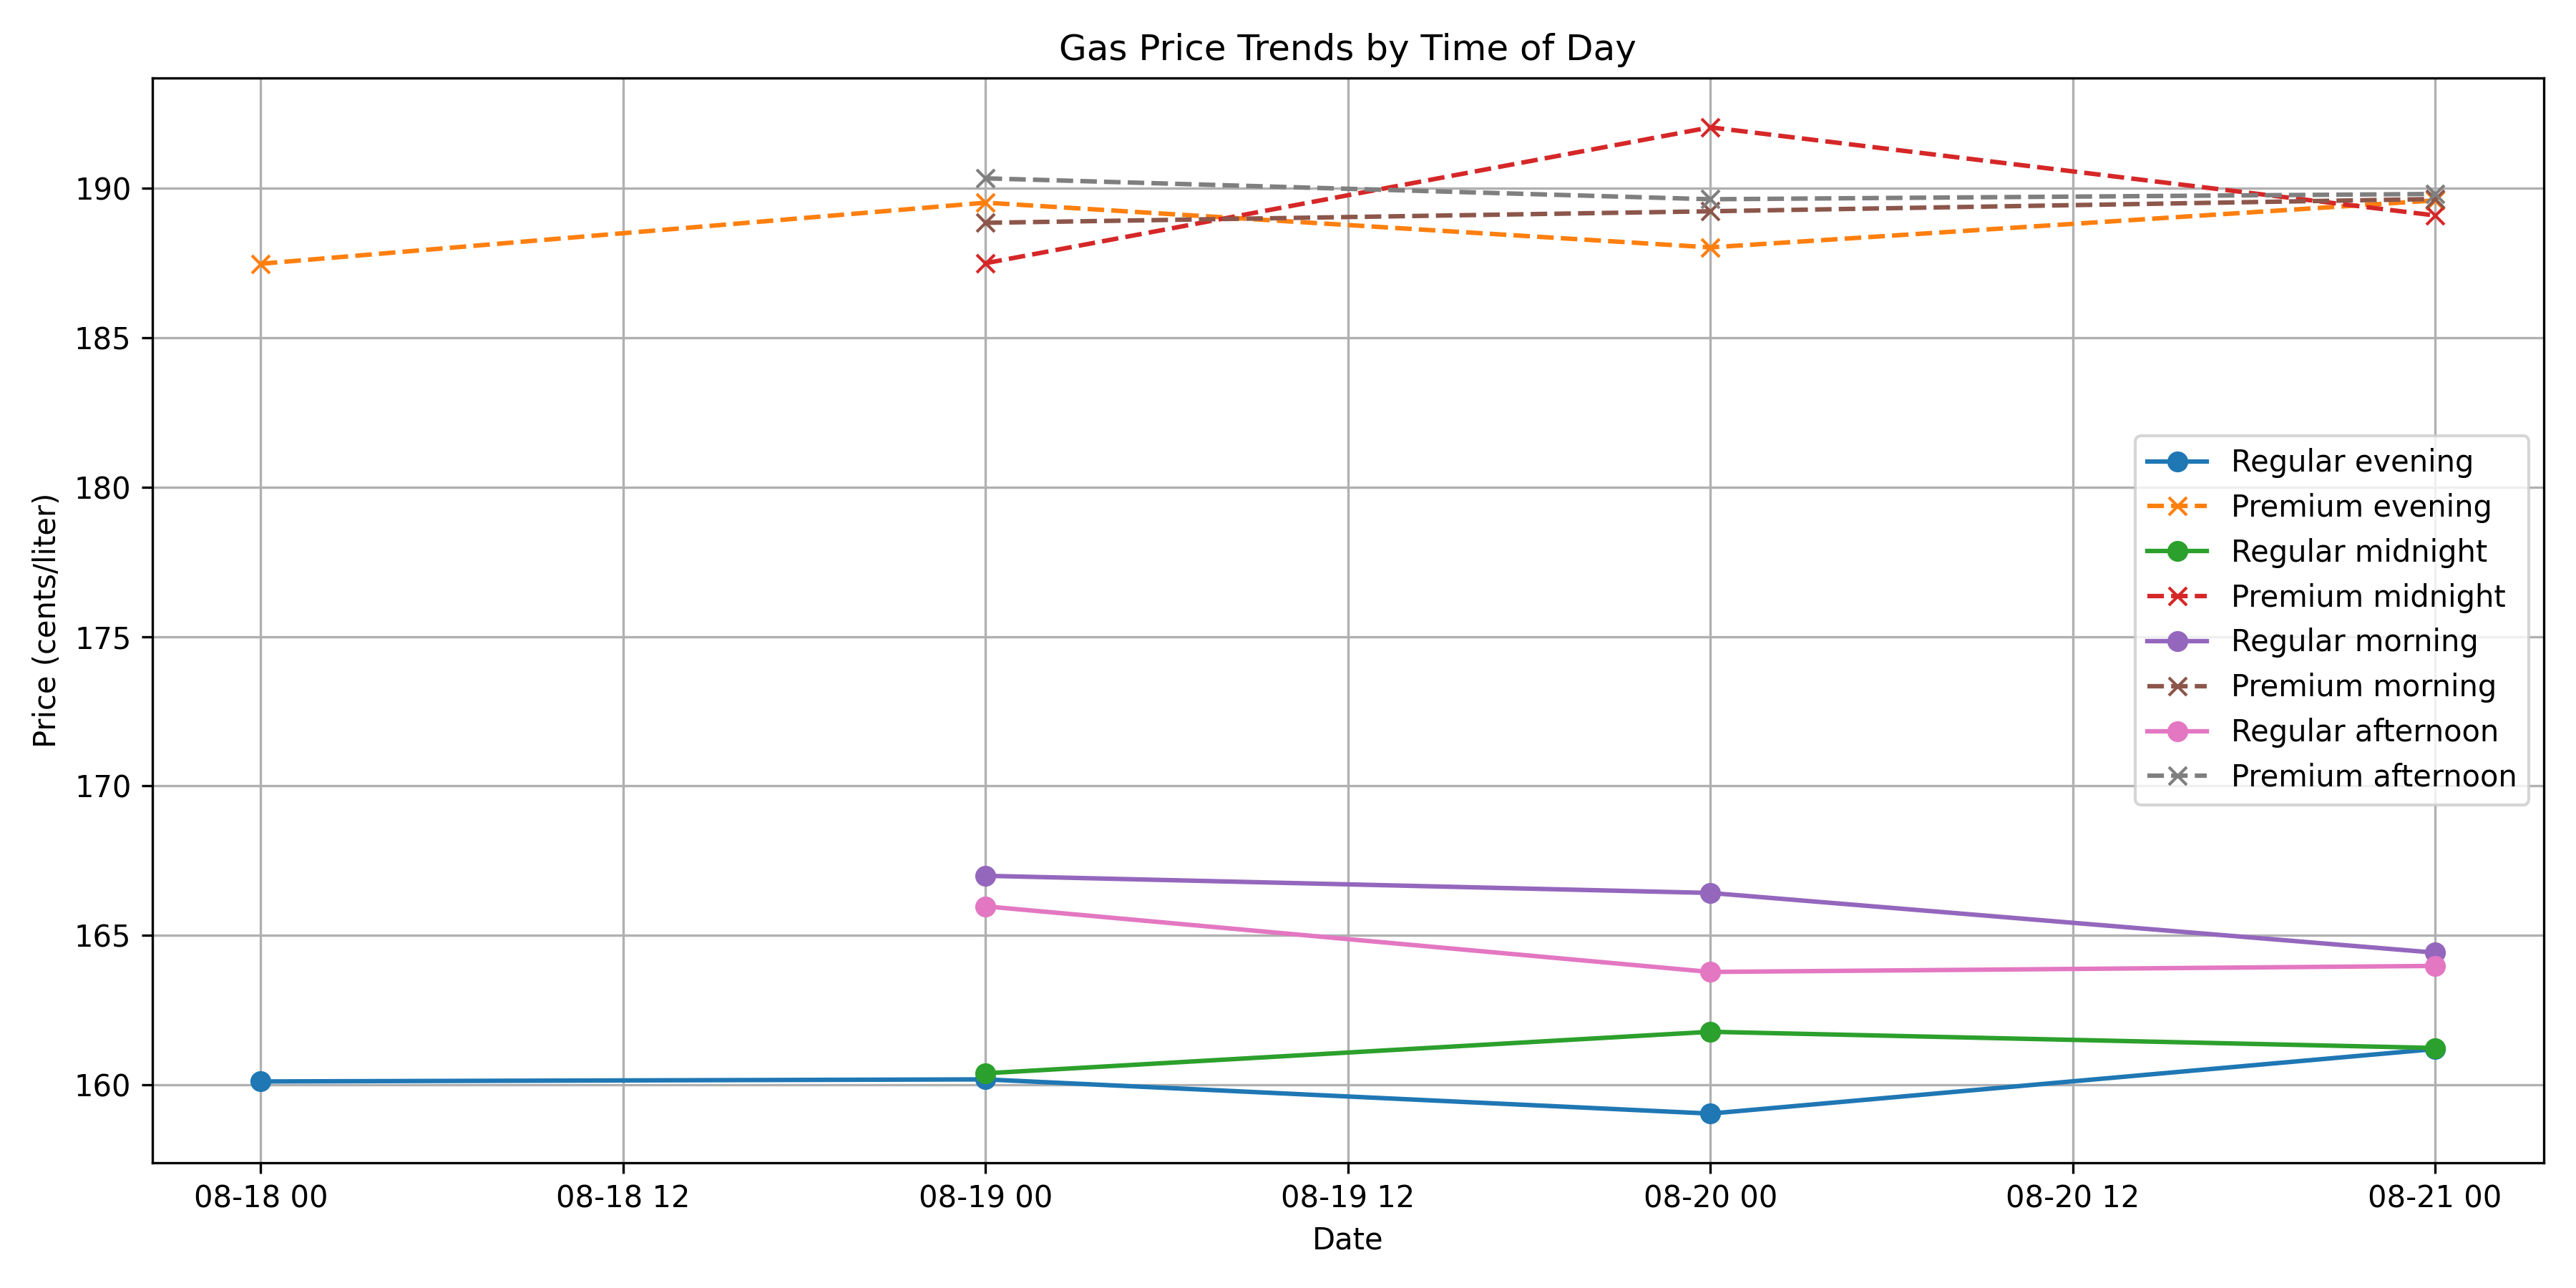 Gas Price Trends by Time of Day
Price (cents/liter)
190
185
180
175
170
165
160
Regular evening
Premium evening
Regular midnight
Premium midnight
Regular morning
Premium morning
Regular afternoon
Premium afternoon
08-18 00
08-18 12
08-19 00
08-19 12
08-20 00
08-20 12
08-21 00
Date